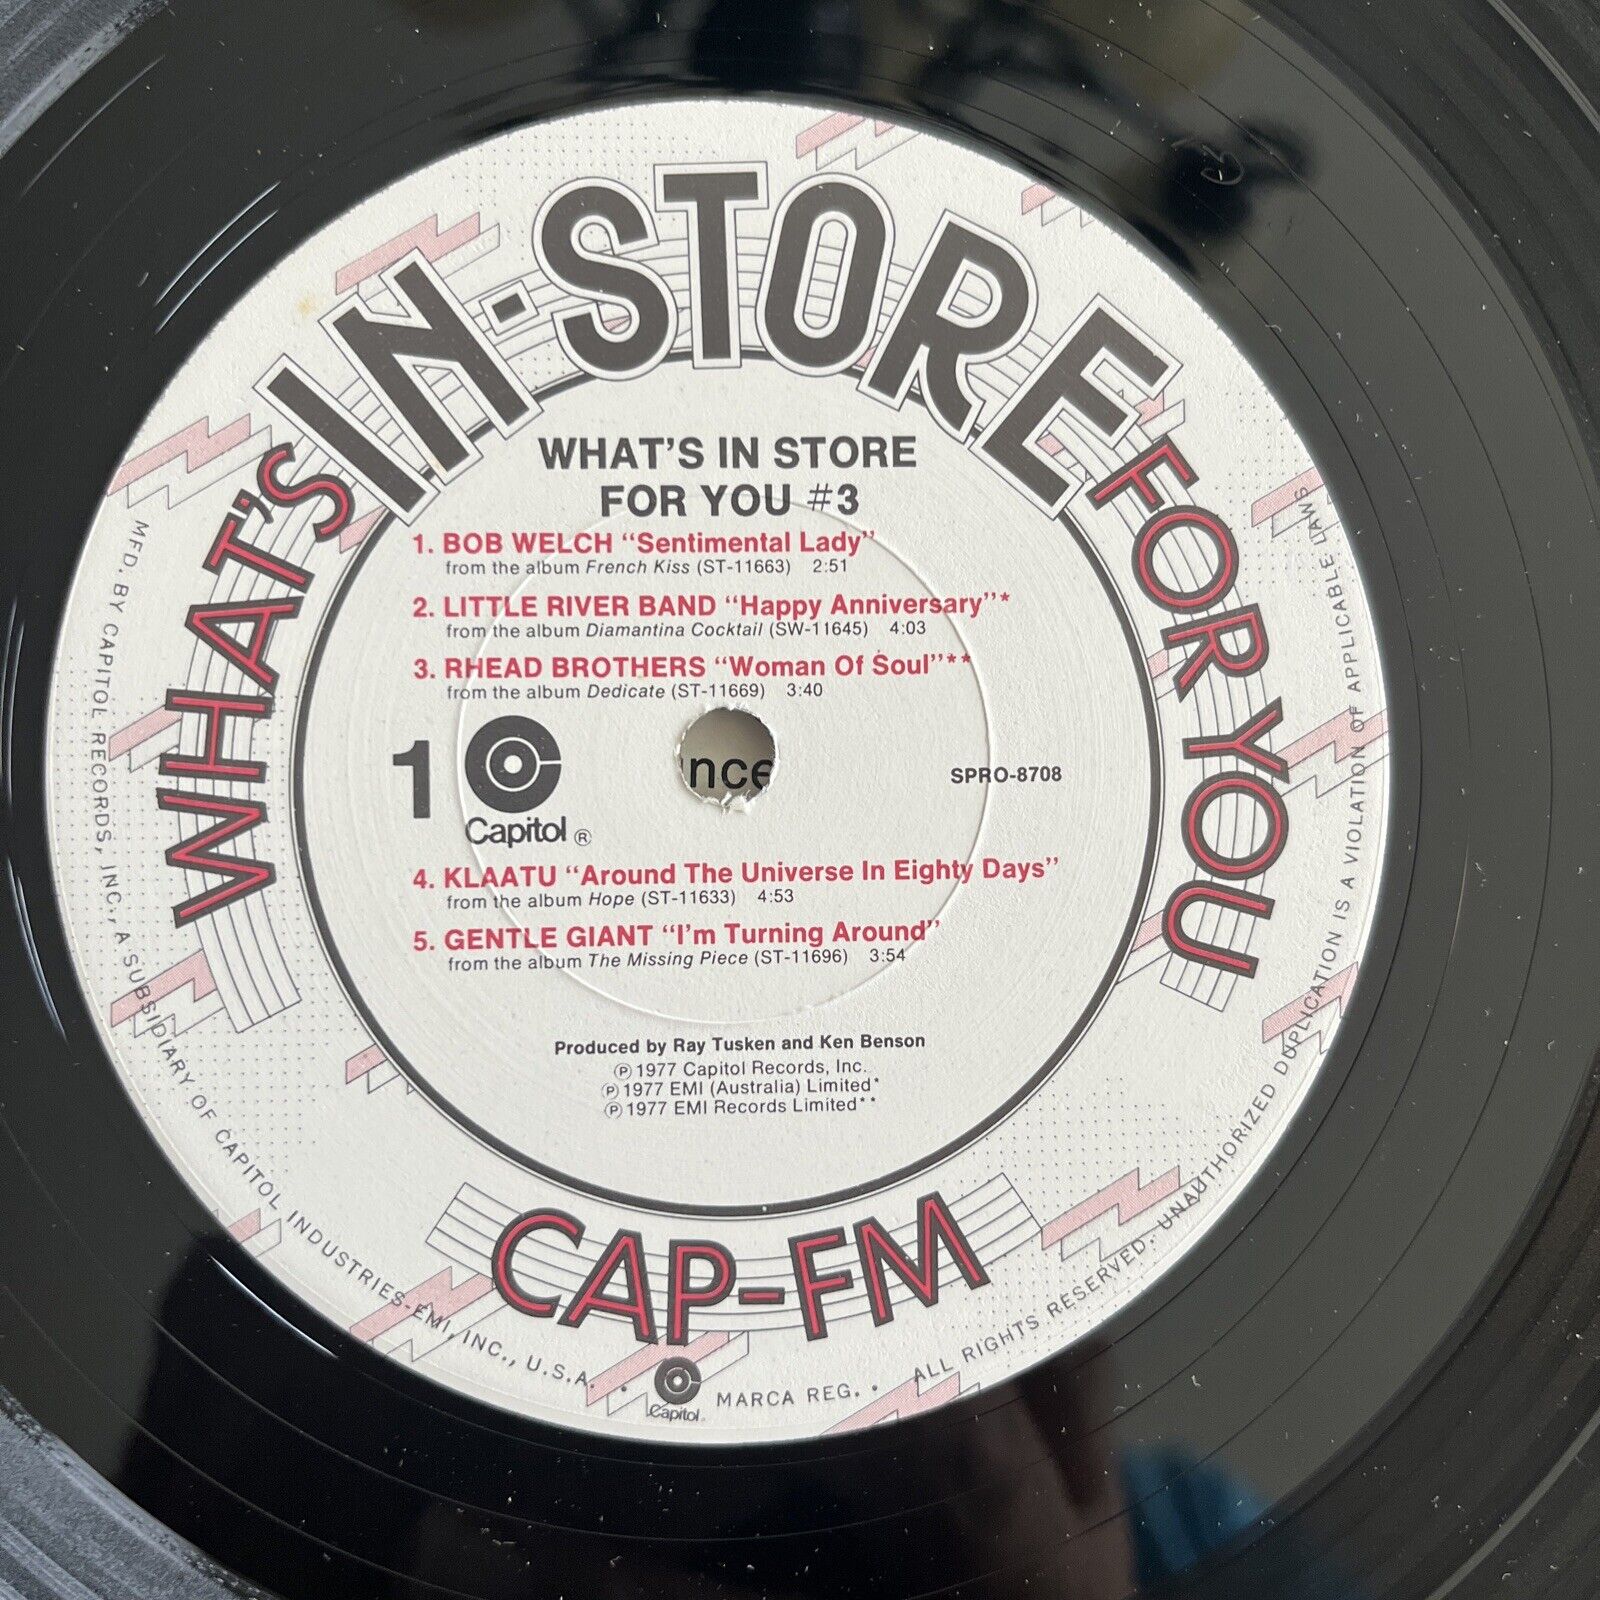 WHAT'S IN-STORE FOR YOU
WHAT'S IN STORE
FOR YOU #3
1. BOB WELCH "Sentimental Lady"
from the album French Kiss (ST-11663) 2:51
2. LITTLE RIVER BAND "Happy Anniversary"*
from the album Diamantina Cocktail (SW-11645) 4:03
3. RHEAD BROTHERS "Woman Of Soul"**
from the album Dedicate (ST-11669) 3:40
1
Capitol ®
nce
SPRO-8708
4. KLAATU "Around The Universe In Eighty Days"
from the album Hope (ST-11633) 4:53
5. GENTLE GIANT "I'm Turning Around"
from the album The Missing Piece (ST-11696) 3:54
Produced by Ray Tusken and Ken Benson
℗ 1977 Capitol Records, Inc.
℗ 1977 EMI (Australia) Limited*
℗ 1977 EMI Records Limited**
CAP-FM
MFD. BY CAPITOL RECORDS, INC., A SUBSIDIARY OF CAPITOL INDUSTRIES-EMI, INC., U.S.A. • Capitol® MARCA REG. • ALL RIGHTS RESERVED. UNAUTHORIZED DUPLICATION IS A VIOLATION OF APPLICABLE LAWS